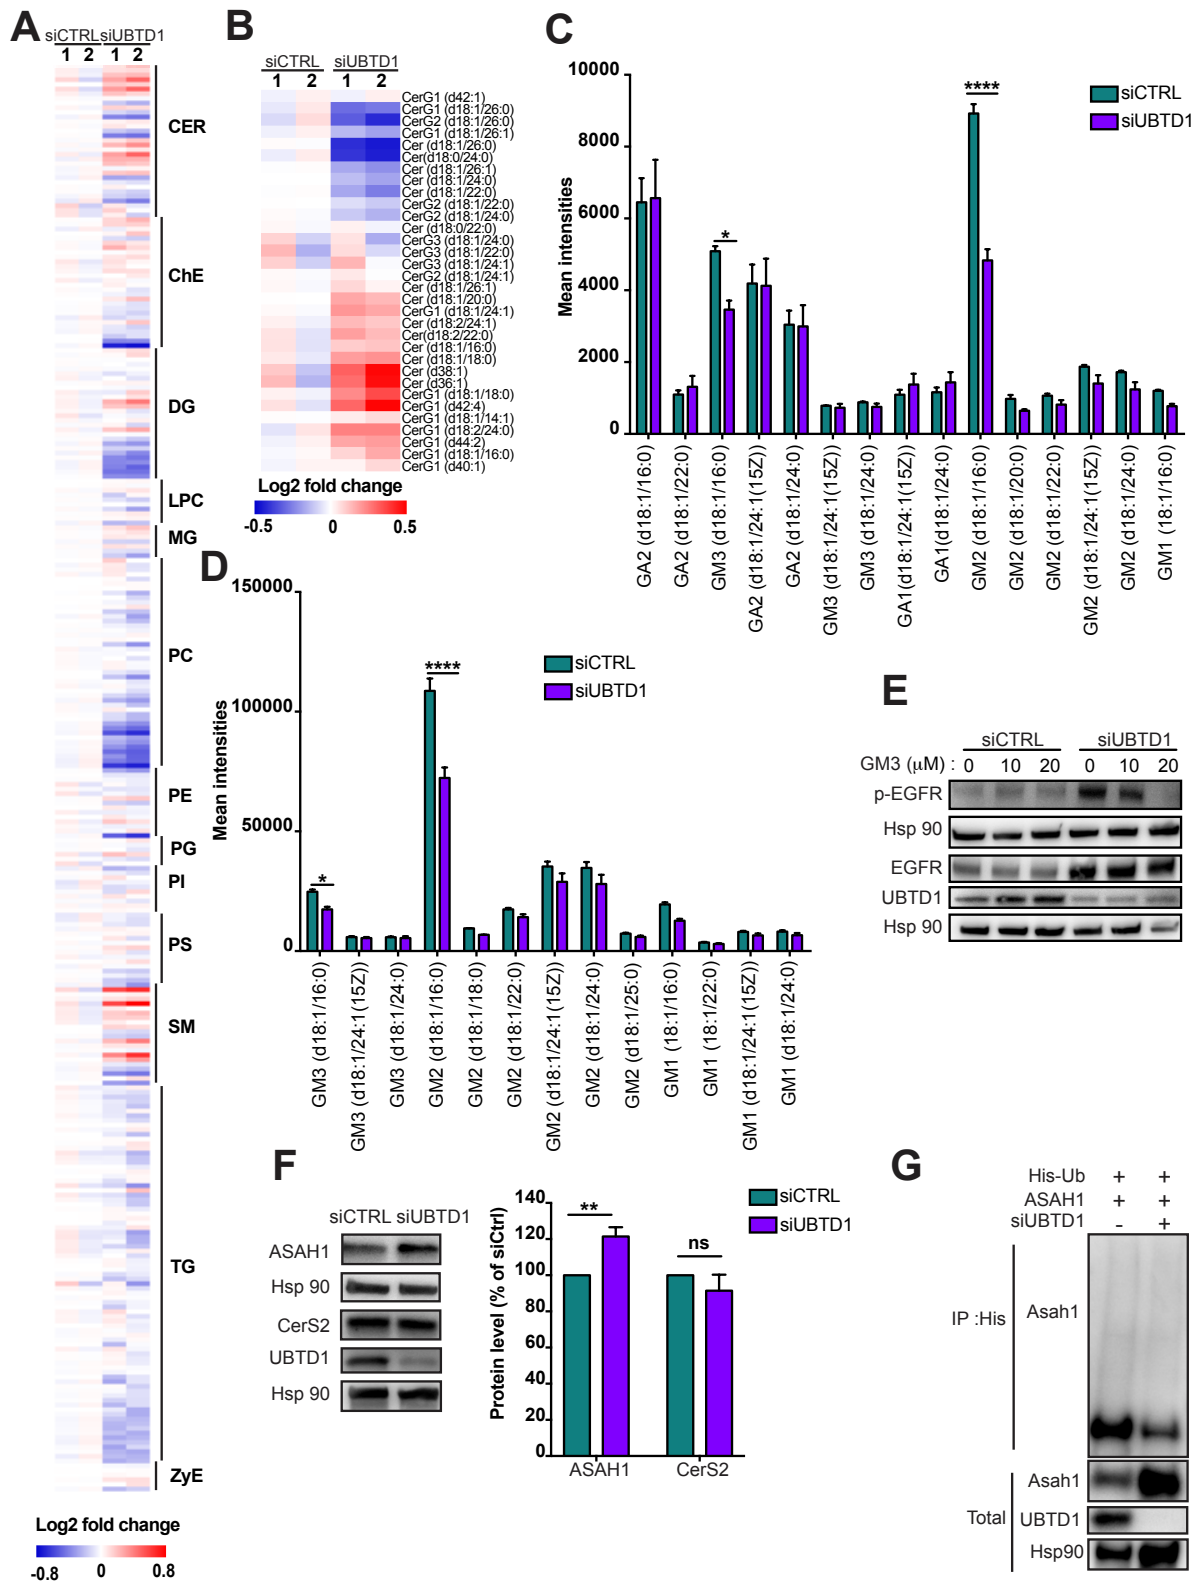 A
siCTRL siUBTD1
1 2 1 2
CER
ChE
DG
LPC
MG
PC
PE
PG
PI
PS
SM
TG
ZyE
Log2 fold change
-0.8 0 0.8
B
siCTRL siUBTD1
1 2 1 2
CerG1 (d42:1)
CerG1 (d18:1/26:0)
CerG2 (d18:1/26:0)
CerG1 (d18:1/26:1)
Cer (d18:1/26:0)
Cer(d18:0/24:0)
Cer (d18:1/26:1)
Cer (d18:1/24:0)
Cer (d18:1/22:0)
CerG2 (d18:1/22:0)
CerG2 (d18:1/24:0)
Cer (d18:0/22:0)
CerG3 (d18:1/24:0)
CerG3 (d18:1/22:0)
CerG3 (d18:1/24:1)
CerG2 (d18:1/24:1)
Cer (d18:1/26:1)
Cer (d18:1/20:0)
CerG1 (d18:1/24:1)
Cer (d18:2/24:1)
Cer(d18:2/22:0)
Cer (d18:1/16:0)
Cer (d18:1/18:0)
Cer (d38:1)
Cer (d36:1)
CerG1 (d18:1/18:0)
CerG1 (d42:4)
CerG1 (d18:1/14:1)
CerG1 (d18:2/24:0)
CerG1 (d44:2)
CerG1 (d18:1/16:0)
CerG1 (d40:1)
Log2 fold change
-0.5 0 0.5
C
Mean intensities
10000
8000
6000
4000
2000
0
*
****
siCTRL
siUBTD1
GA2 (d18:1/16:0)
GA2 (d18:1/22:0)
GM3 (d18:1/16:0)
GA2 (d18:1/24:1(15Z))
GA2 (d18:1/24:0)
GM3 (d18:1/24:1(15Z))
GM3 (d18:1/24:0)
GA1 (d18:1/24:1(15Z))
GA1(d18:1/24:0)
GM2 (d18:1/16:0)
GM2 (d18:1/20:0)
GM2 (d18:1/22:0)
GM2 (d18:1/24:1(15Z))
GM2 (d18:1/24:0)
GM1 (18:1/16:0)
D
Mean intensities
150000
100000
50000
0
*
****
siCTRL
siUBTD1
GM3 (d18:1/16:0)
GM3 (d18:1/24:1(15Z))
GM3 (d18:1/24:0)
GM2 (d18:1/16:0)
GM2 (d18:1/18:0)
GM2 (d18:1/22:0)
GM2 (d18:1/24:1(15Z))
GM2 (d18:1/24:0)
GM2 (d18:1/25:0)
GM1 (18:1/16:0)
GM1 (18:1/22:0)
GM1 (d18:1/24:1(15Z))
GM1 (d18:1/24:0)
E
siCTRL siUBTD1
GM3 (μM) : 0 10 20 0 10 20
p-EGFR
Hsp 90
EGFR
UBTD1
Hsp 90
F
siCTRL siUBTD1
ASAH1
Hsp 90
CerS2
UBTD1
Hsp 90
Protein level (% of siCtrl)
140
120
100
80
60
40
20
0
**
ns
ASAH1 CerS2
siCTRL
siUBTD1
G
His-Ub + +
ASAH1 + +
siUBTD1 - +
IP :His
Asah1
Total
Asah1
UBTD1
Hsp90